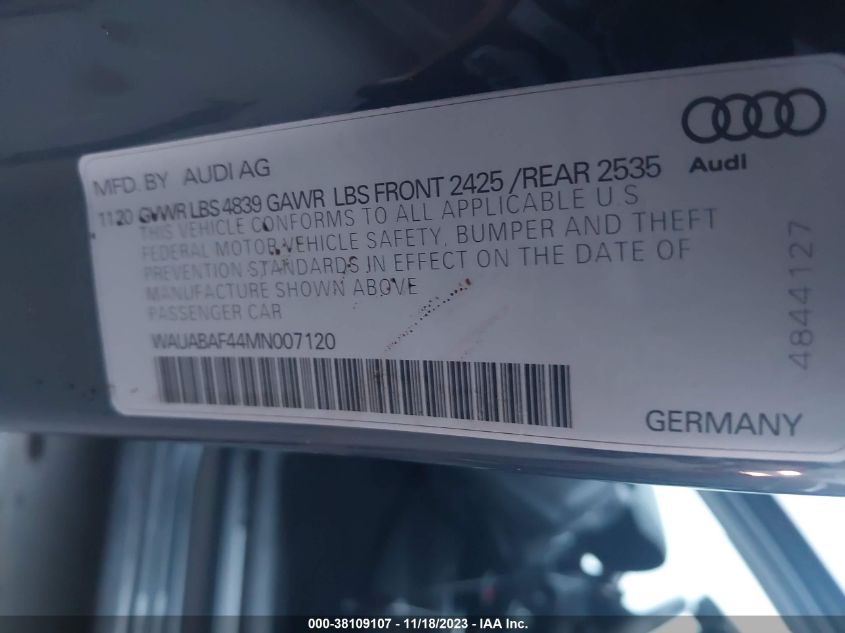 Audi
MFD. BY AUDI AG
1120 GVWR LBS 4839 GAWR LBS FRONT 2425 / REAR 2535
THIS VEHICLE CONFORMS TO ALL APPLICABLE U.S
FEDERAL MOTOR VEHICLE SAFETY, BUMPER AND THEFT
PREVENTION STANDARDS IN EFFECT ON THE DATE OF
MANUFACTURE SHOWN ABOVE
PASSENGER CAR
WAUABAF44MN007120
4844127
GERMANY
000-38109107 - 11/18/2023 - IAA Inc.